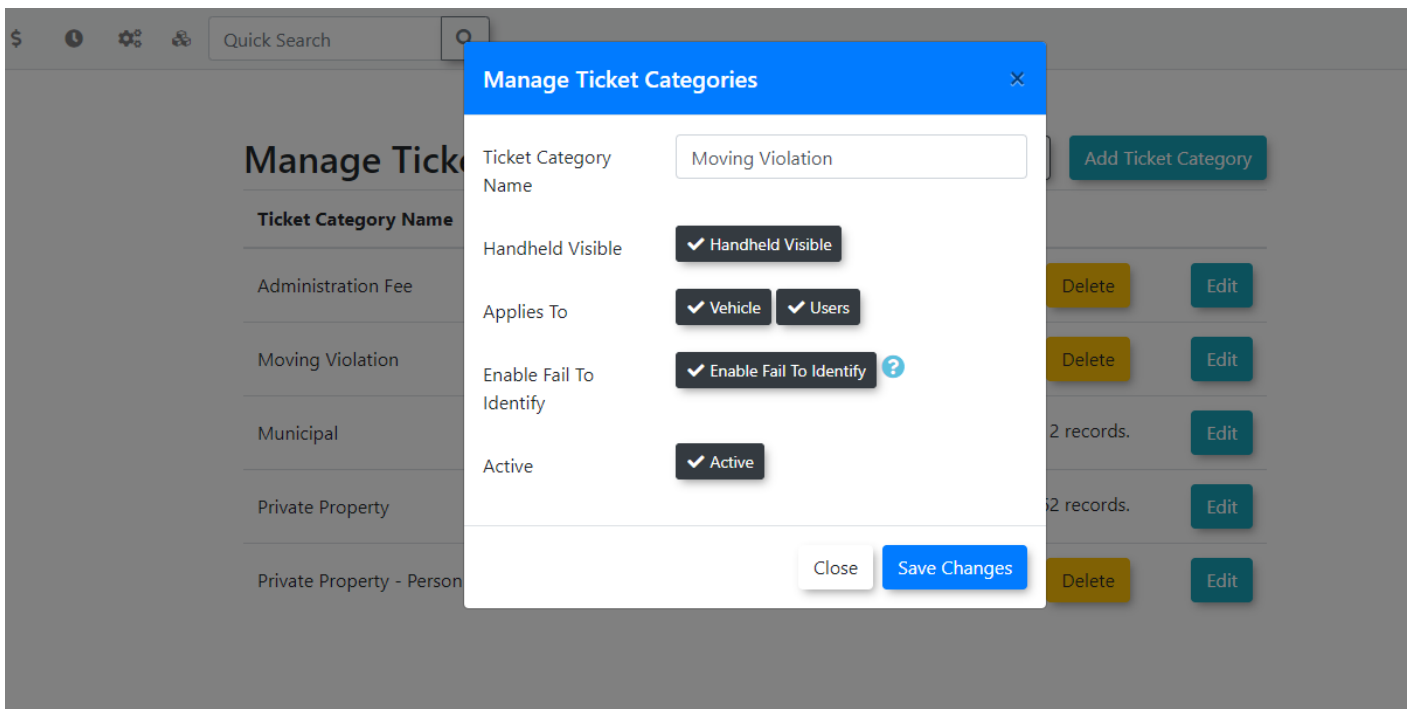 $
Quick Search
Manage Ticket Categories
×
Manage Tick
Add Ticket Category
Ticket Category Name
Ticket Category
Name
Moving Violation
Handheld Visible
Handheld Visible
Applies To
Vehicle
Users
Enable Fail To
Identify
Enable Fail To Identify
?
Active
Active
Close
Save Changes
Administration Fee
Delete
Edit
Moving Violation
Delete
Edit
Municipal
2 records.
Edit
Private Property
52 records.
Edit
Private Property - Person
Delete
Edit